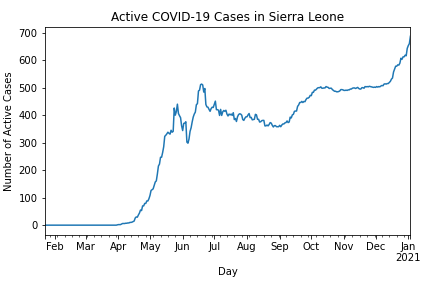 Active COVID-19 Cases in Sierra Leone
Number of Active Cases
700
600
500
400
300
200
100
0
Feb Mar Apr May Jun Jul Aug Sep Oct Nov Dec Jan
2021
Day